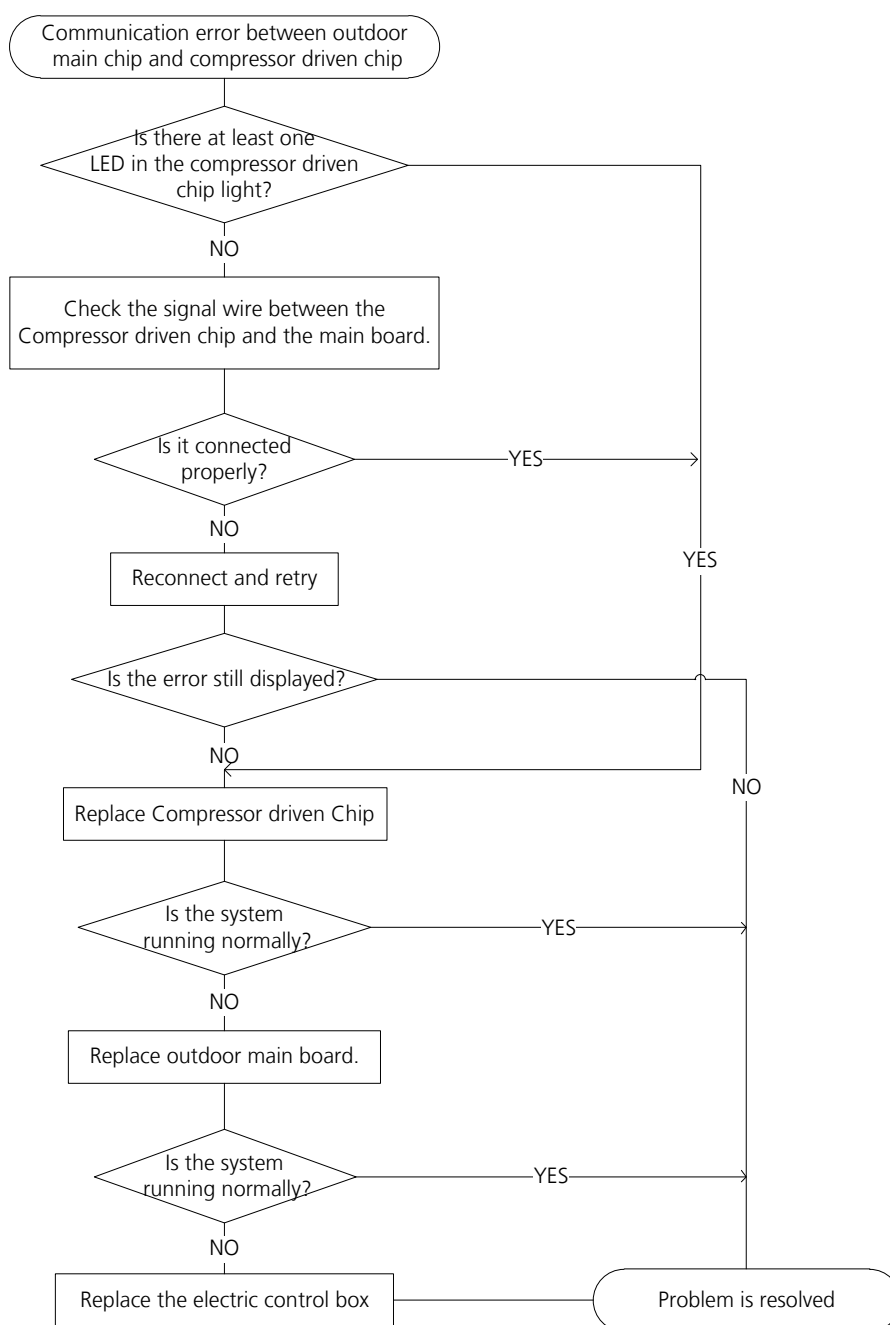 Communication error between outdoor
main chip and compressor driven chip
Is there at least one
LED in the compressor driven
chip light?
NO
Check the signal wire between the
Compressor driven chip and the main board.
Is it connected
properly?
YES
NO
YES
Reconnect and retry
Is the error still displayed?
NO
NO
Replace Compressor driven Chip
Is the system
running normally?
YES
NO
Replace outdoor main board.
Is the system
running normally?
YES
NO
Replace the electric control box
Problem is resolved